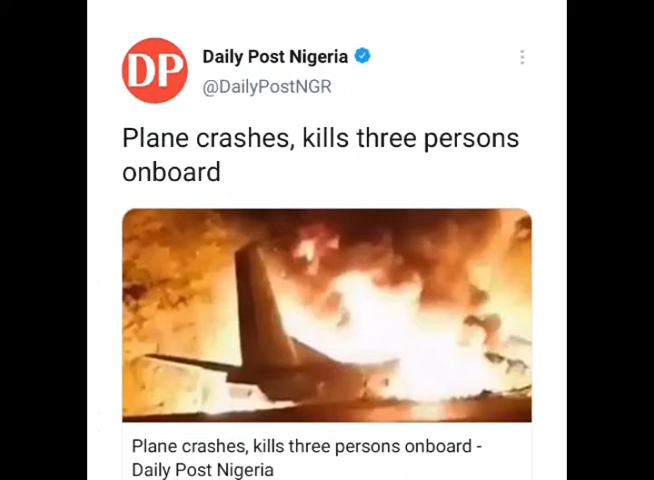 DP
Daily Post Nigeria
@DailyPostNGR
Plane crashes, kills three persons
onboard
Plane crashes, kills three persons onboard -
Daily Post Nigeria